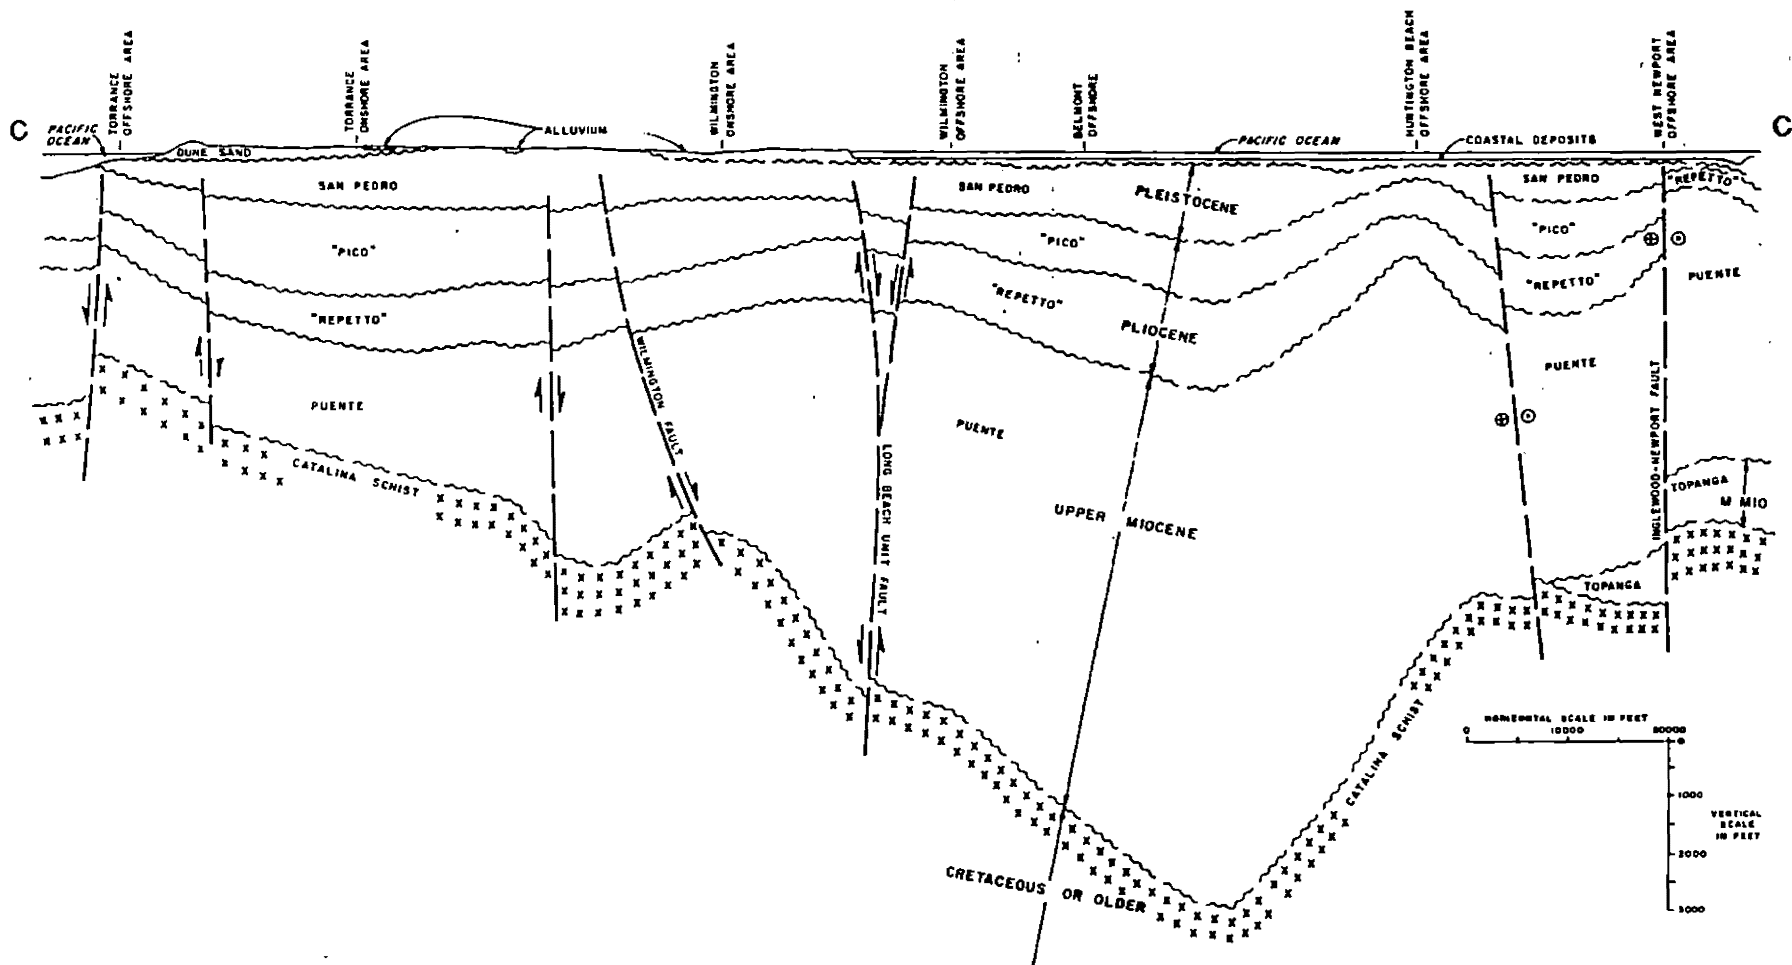 TORRANCE
OFFSHORE AREA
TORRANCE
ONSHORE AREA
WILMINGTON
ONSHORE AREA
WILMINGTON
OFFSHORE AREA
BELMONT
OFFSHORE
HUNTINGTON BEACH
OFFSHORE AREA
WEST NEWPORT
OFFSHORE AREA
C
PACIFIC
OCEAN
ALLUVIUM
PACIFIC OCEAN
COASTAL DEPOSITS
C'
DUNE SAND
SAN PEDRO
SAN PEDRO
PLEISTOCENE
SAN PEDRO
"REPETTO"
"PICO"
"PICO"
"PICO"
PUENTE
"REPETTO"
"REPETTO"
"REPETTO"
PLIOCENE
WILMINGTON FAULT
PUENTE
PUENTE
PUENTE
INGLEWOOD-NEWPORT FAULT
CATALINA SCHIST
LONG BEACH UNIT FAULT
UPPER MIOCENE
TOPANGA
M MIO
TOPANGA
CATALINA SCHIST
CRETACEOUS OR OLDER
HORIZONTAL SCALE IN FEET
0 10000 20000
0
1000
2000
3000
VERTICAL
SCALE
IN FEET